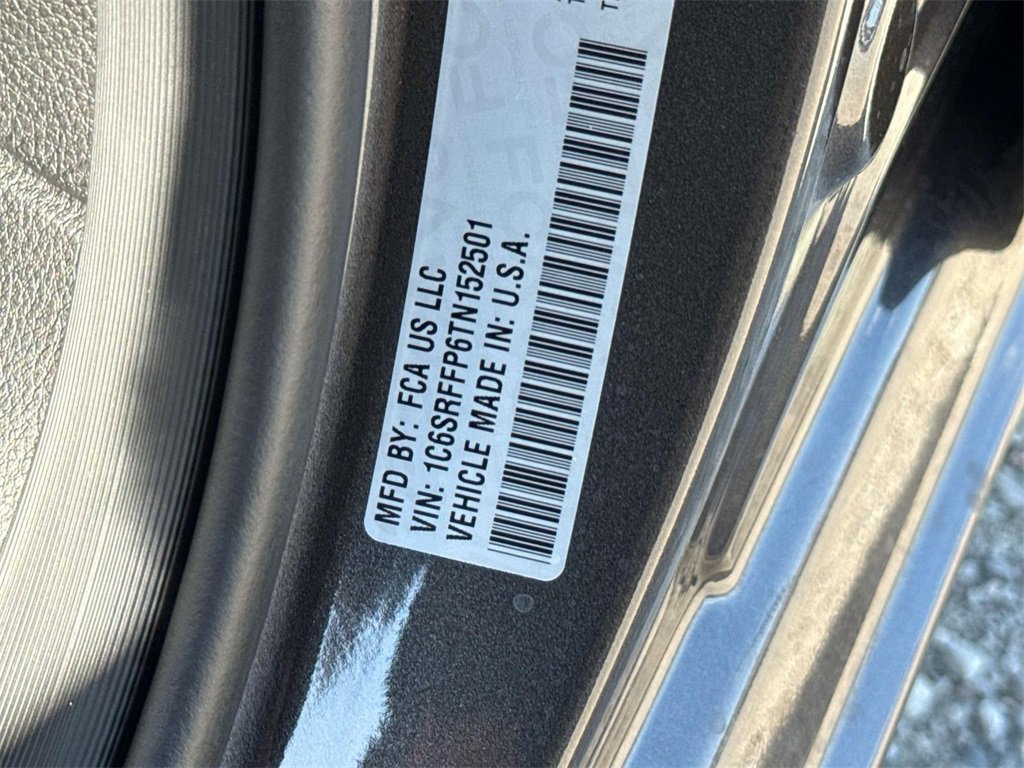 MFD BY: FCA US LLC
VIN: 1C6SRFFP6TN152501
VEHICLE MADE IN: U.S.A.